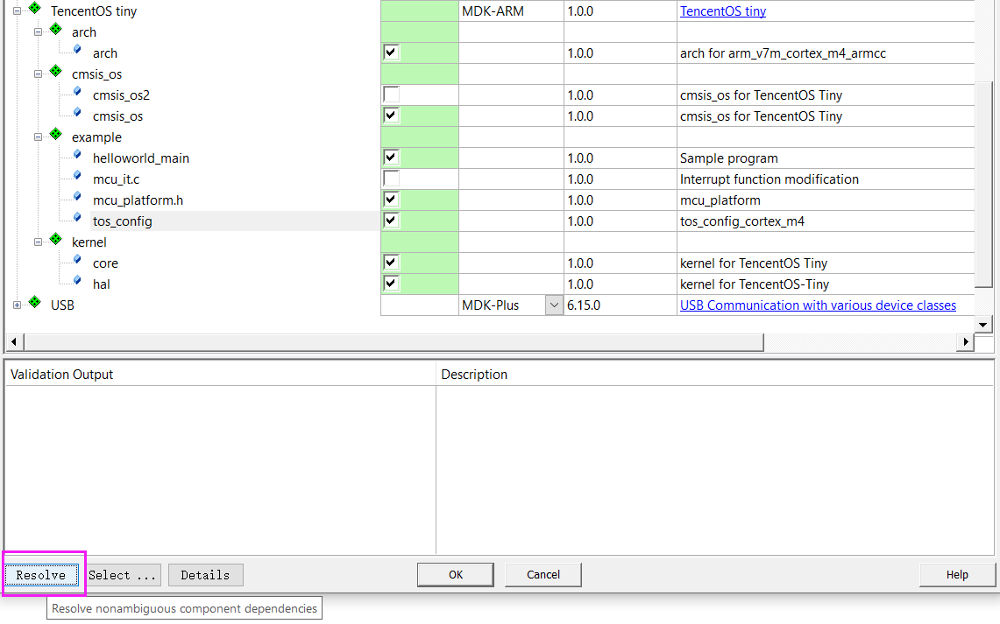 TencentOS tiny MDK-ARM 1.0.0 TencentOS tiny
arch
arch 1.0.0 arch for arm_v7m_cortex_m4_armcc
cmsis_os
cmsis_os2 1.0.0 cmsis_os for TencentOS Tiny
cmsis_os 1.0.0 cmsis_os for TencentOS Tiny
example
helloworld_main 1.0.0 Sample program
mcu_it.c 1.0.0 Interrupt function modification
mcu_platform.h 1.0.0 mcu_platform
tos_config 1.0.0 tos_config_cortex_m4
kernel
core 1.0.0 kernel for TencentOS Tiny
hal 1.0.0 kernel for TencentOS-Tiny
USB MDK-Plus 6.15.0 USB Communication with various device classes
Validation Output Description
Resolve Select ... Details OK Cancel Help
Resolve nonambiguous component dependencies